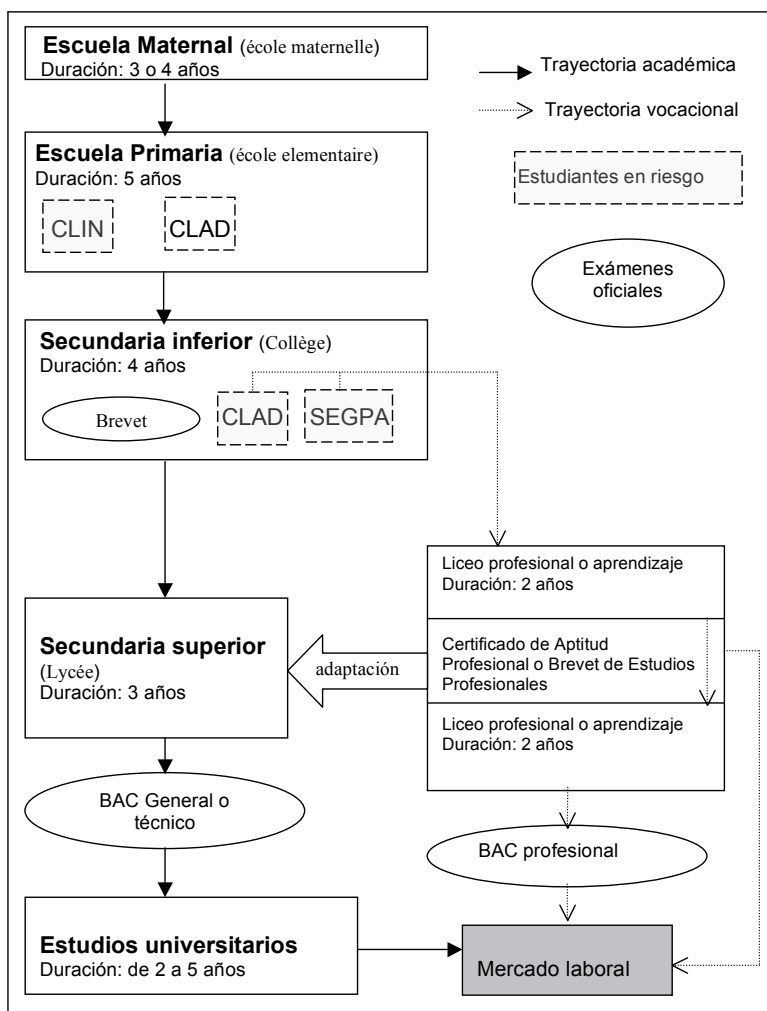 Escuela Maternal (école maternelle)
Duración: 3 o 4 años
Trayectoria académica
Trayectoria vocacional
Estudiantes en riesgo
Exámenes
oficiales
Escuela Primaria (école elementaire)
Duración: 5 años
CLIN
CLAD
Secundaria inferior (Collège)
Duración: 4 años
Brevet
CLAD
SEGPA
Liceo profesional o aprendizaje
Duración: 2 años
Certificado de Aptitud
Profesional o Brevet de Estudios
Profesionales
Liceo profesional o aprendizaje
Duración: 2 años
adaptación
Secundaria superior
(Lycée)
Duración: 3 años
BAC General o
técnico
BAC profesional
Estudios universitarios
Duración: de 2 a 5 años
Mercado laboral